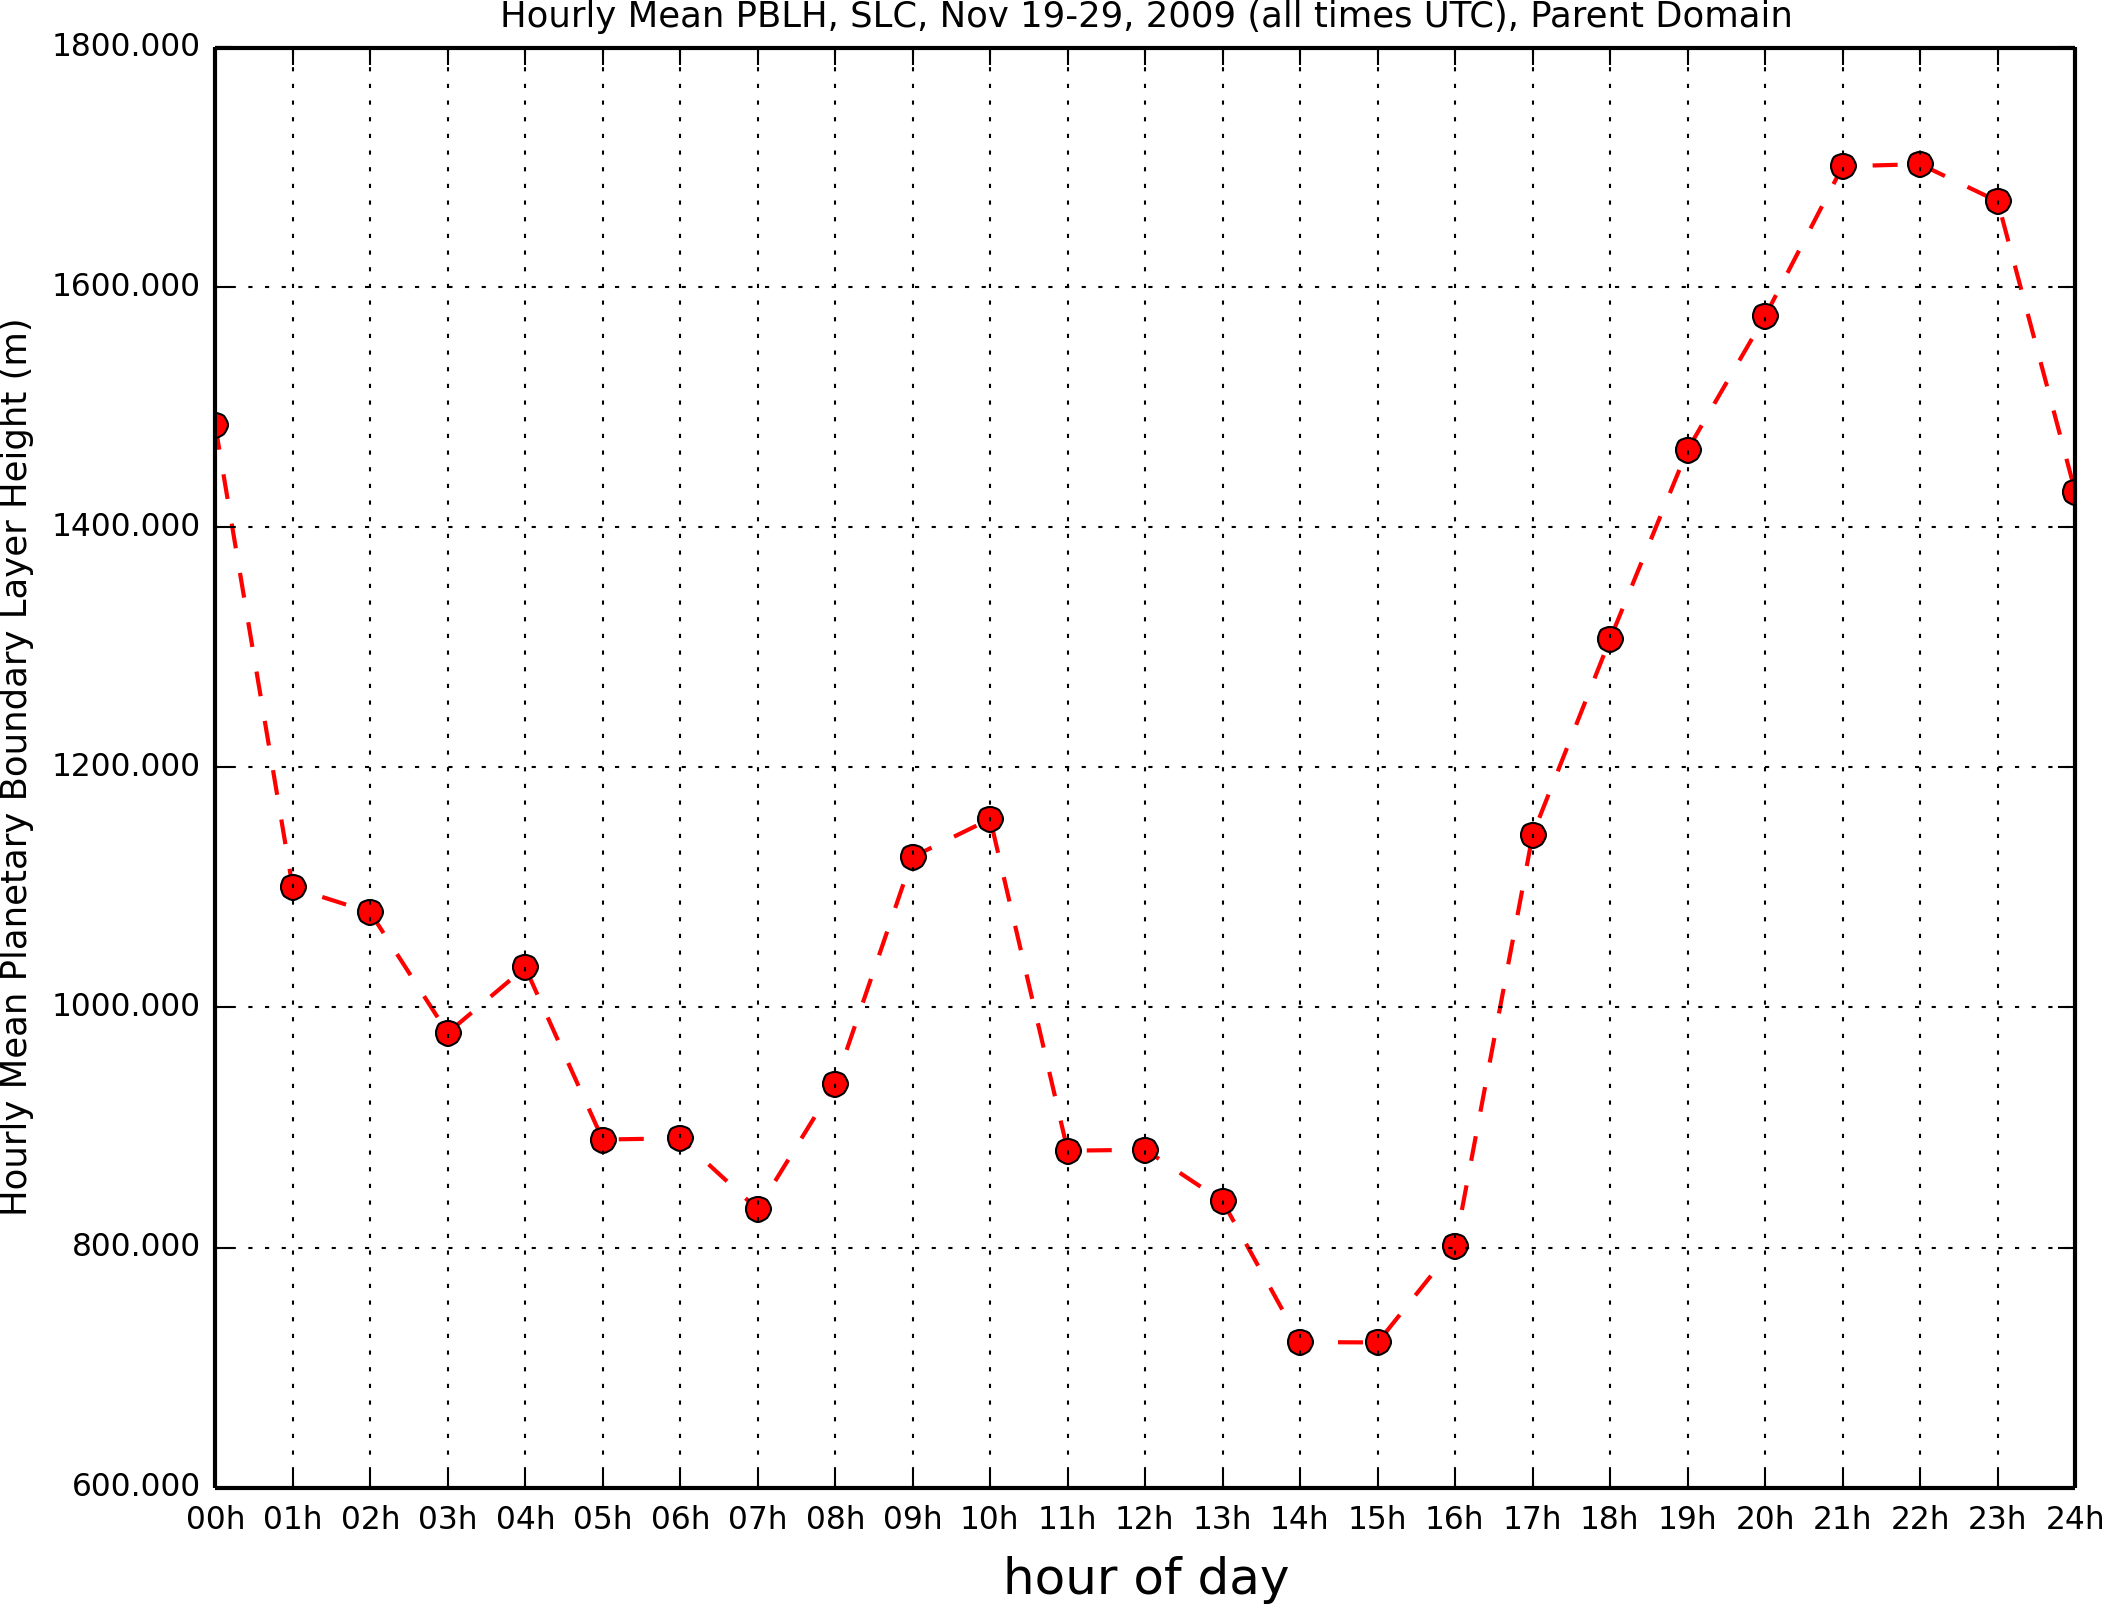 Hourly Mean PBLH, SLC, Nov 19-29, 2009 (all times UTC), Parent Domain
Hourly Mean Planetary Boundary Layer Height (m)
1800.000
1600.000
1400.000
1200.000
1000.000
800.000
600.000
00h 01h 02h 03h 04h 05h 06h 07h 08h 09h 10h 11h 12h 13h 14h 15h 16h 17h 18h 19h 20h 21h 22h 23h 24h
hour of day